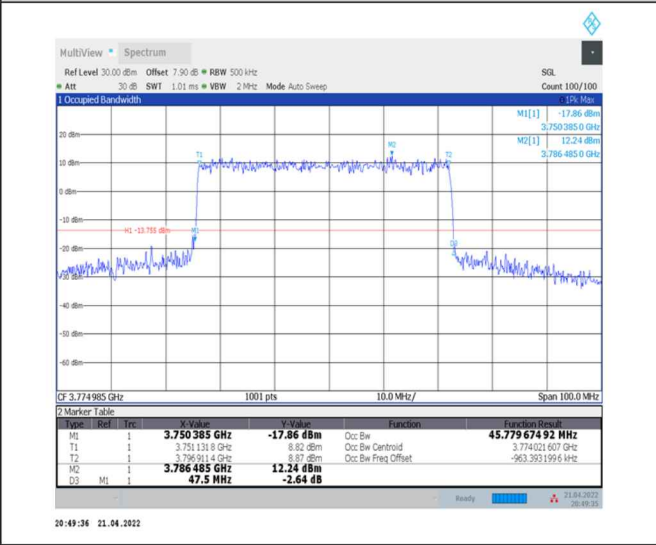 MultiView Spectrum
Ref Level 30.00 dBm Offset 7.90 dB RBW 500 kHz SGL
Att 30 dB SWT 1.01 ms VBW 2 MHz Mode Auto Sweep Count 100/100
1 Occupied Bandwidth 1Pk Max
M1[1] -17.86 dBm
3.750 385 0 GHz
M2[1] 12.24 dBm
3.786 485 0 GHz
20 dBm
M2
T1 T2
10 dBm
0 dBm
-10 dBm
H1 -13.755 dBm M1
-20 dBm
D3
-40 dBm
-50 dBm
-60 dBm
CF 3.774 985 GHz 1001 pts 10.0 MHz/ Span 100.0 MHz
2 Marker Table
Type Ref Trc X-Value Y-Value Function Function Result
M1 1 3.750 385 GHz -17.86 dBm Occ Bw 45.779 674 92 MHz
T1 1 3.751 131 8 GHz 8.82 dBm Occ Bw Centroid 3.774 021 607 GHz
T2 1 3.796 911 4 GHz 8.87 dBm Occ Bw Freq Offset -963.393 199 6 kHz
M2 1 3.786 485 GHz 12.24 dBm
D3 M1 1 47.5 MHz -2.64 dB
Ready 21.04.2022
20:49:35
20:49:36 21.04.2022